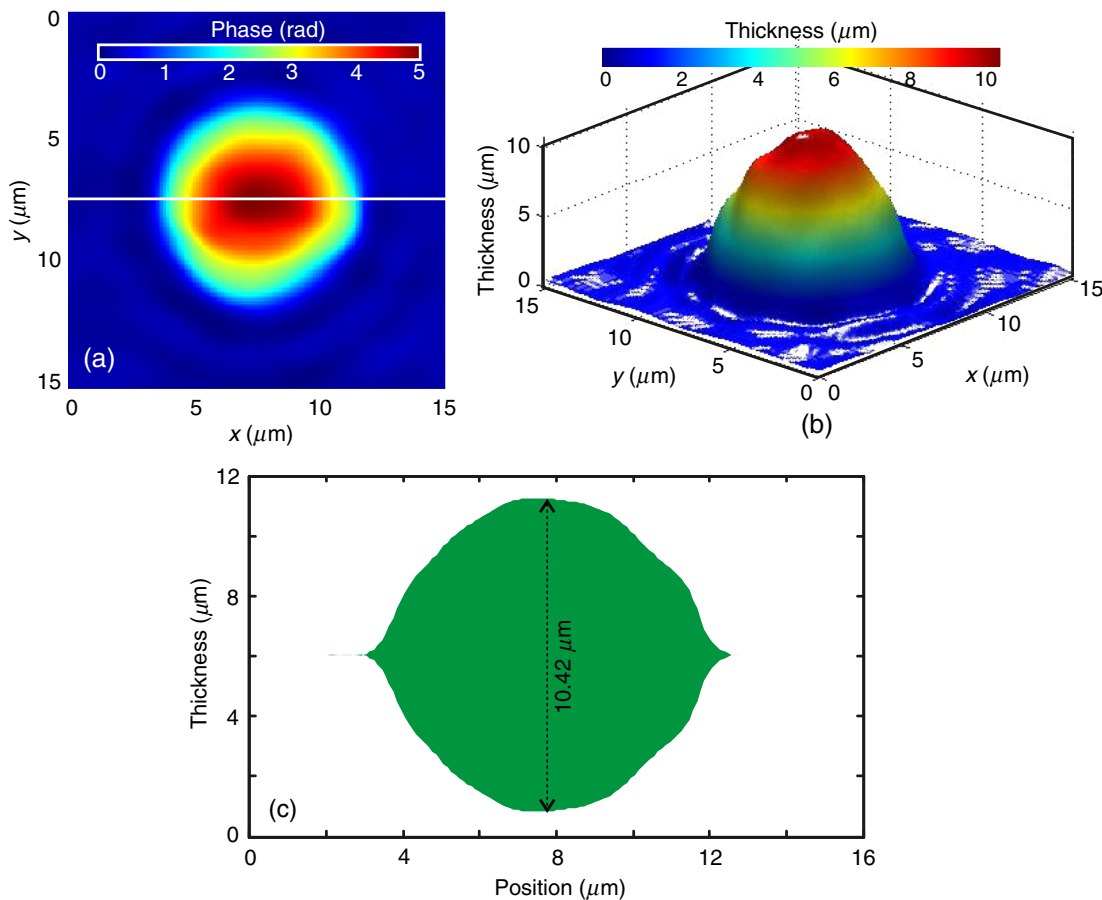 0
5
10
15
y (μm)
Phase (rad)
0 1 2 3 4 5
(a)
0 5 10 15
x (μm)
Thickness (μm)
0 2 4 6 8 10
10
5
0
Thickness (μm)
15
10
5
0
y (μm)
0
5
10
15
x (μm)
(b)
12
8
4
0
Thickness (μm)
10.42 μm
(c)
0 4 8 12 16
Position (μm)